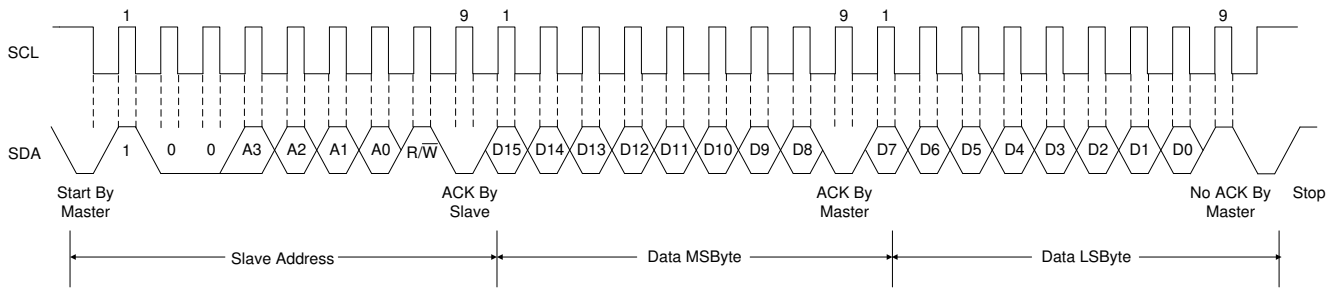 1 9 1 9 1 9
SCL
SDA
1 0 0 A3 A2 A1 A0 R/W̅ D15 D14 D13 D12 D11 D10 D9 D8 D7 D6 D5 D4 D3 D2 D1 D0
Start By
Master
ACK By
Slave
ACK By
Master
No ACK By
Master
Stop
Slave Address
Data MSByte
Data LSByte